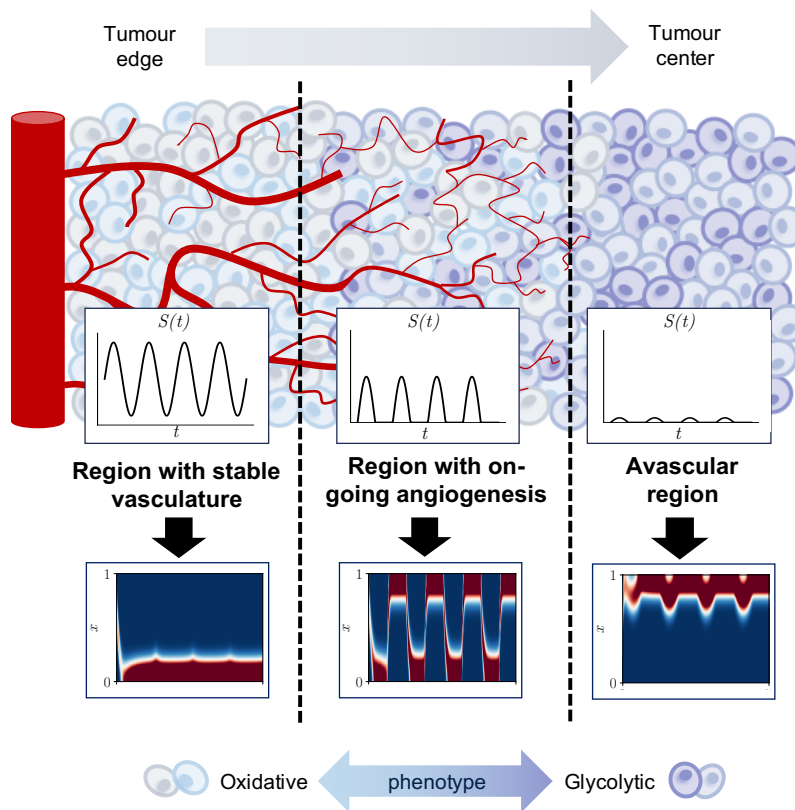 Tumour
edge
Tumour
center
S(t)
t
S(t)
t
S(t)
t
Region with stable
vasculature
Region with on-
going angiogenesis
Avascular
region
1
x
0
1
x
0
1
x
0
Oxidative
phenotype
Glycolytic